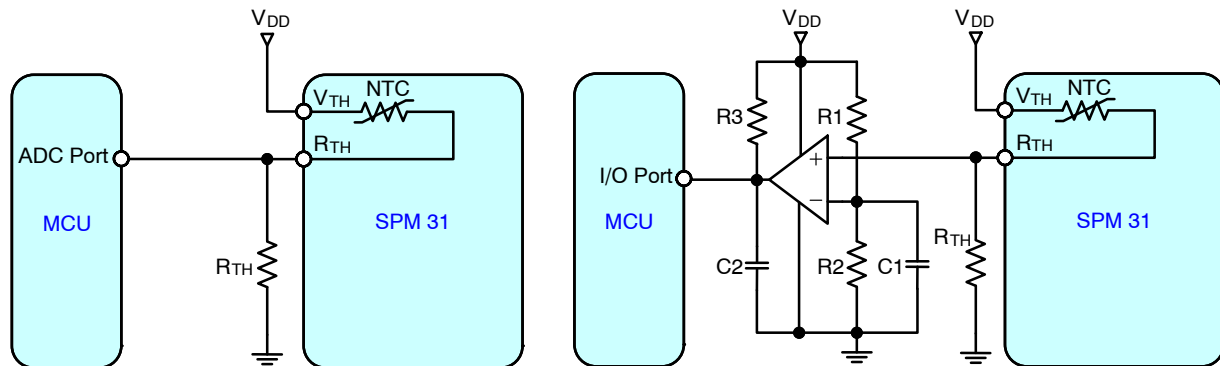 VDD
NTC
VTH
RTH
ADC Port
MCU
SPM 31
RTH
VDD
VDD
NTC
VTH
R3
R1
RTH
+
I/O Port
−
MCU
SPM 31
RTH
C2
R2
C1